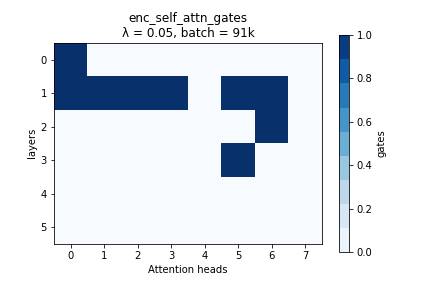 enc_self_attn_gates
λ = 0.05, batch = 91k
layers
0
1
2
3
4
5
0 1 2 3 4 5 6 7
Attention heads
1.0
0.8
0.6
0.4
0.2
0.0
gates